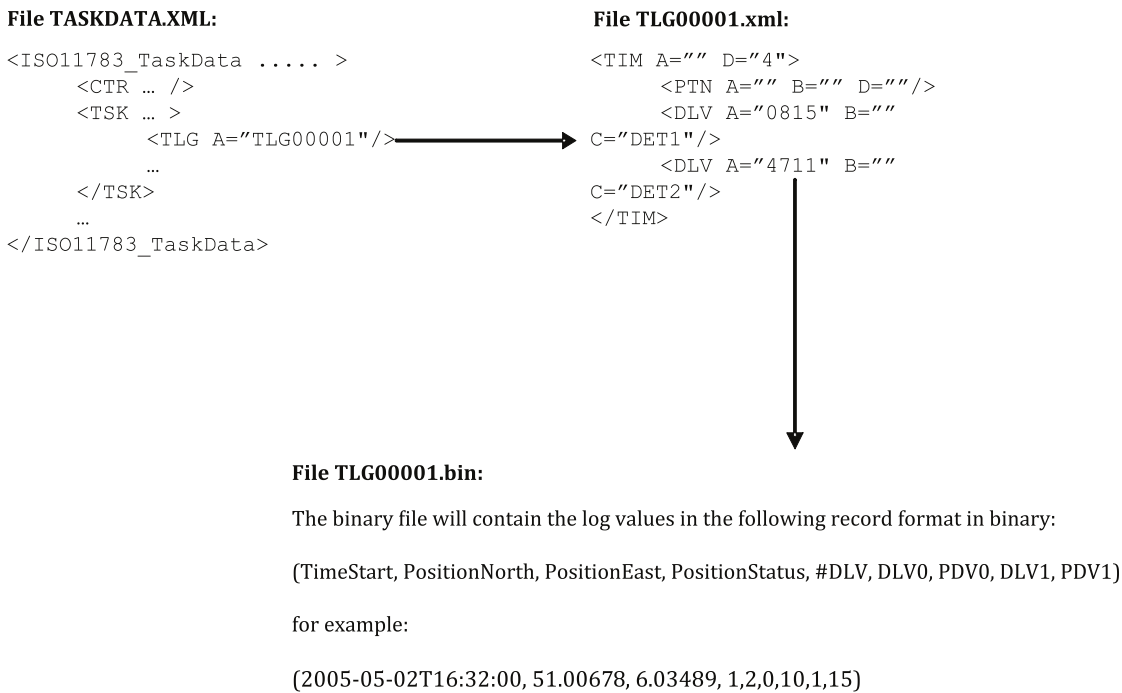 File TASKDATA.XML:
<ISO11783_TaskData ..... >
<CTR … />
<TSK … >
<TLG A=”TLG00001"/>
…
</TSK>
…
</ISO11783_TaskData>
File TLG00001.xml:
<TIM A=”” D="4">
<PTN A=”” B=”” D=””/>
<DLV A=”0815" B=””
C=”DET1"/>
<DLV A=”4711" B=””
C=”DET2"/>
</TIM>
File TLG00001.bin:
The binary file will contain the log values in the following record format in binary:
(TimeStart, PositionNorth, PositionEast, PositionStatus, #DLV, DLV0, PDV0, DLV1, PDV1)
for example:
(2005-05-02T16:32:00, 51.00678, 6.03489, 1,2,0,10,1,15)